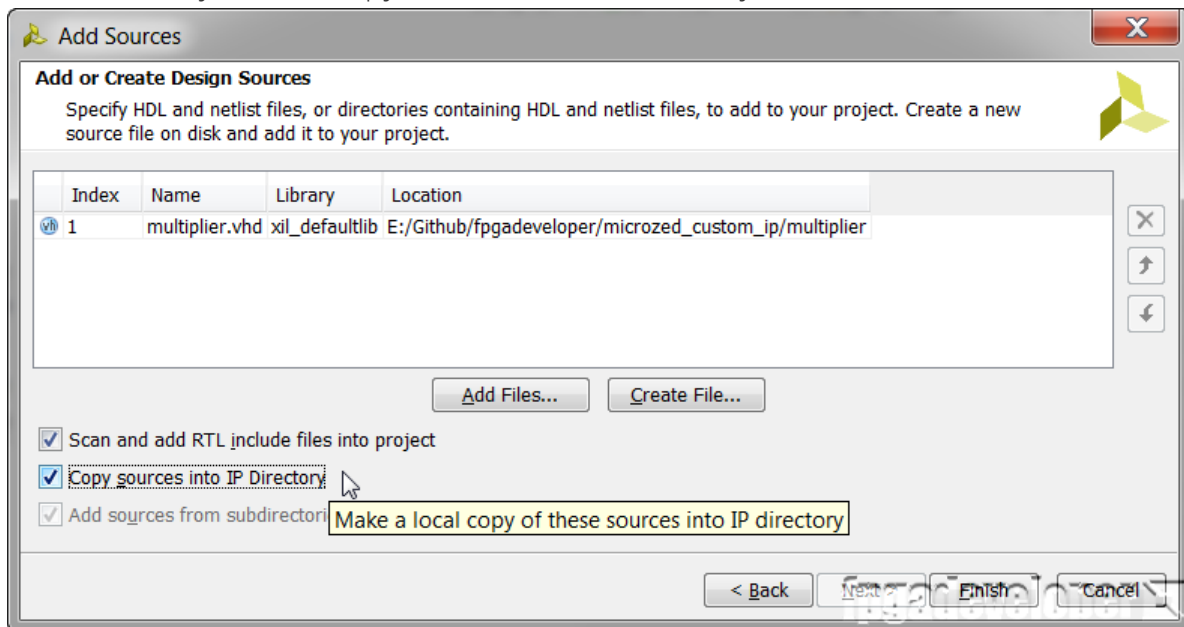 Add Sources
X
Add or Create Design Sources
Specify HDL and netlist files, or directories containing HDL and netlist files, to add to your project. Create a new
source file on disk and add it to your project.
Index Name Library Location
vh 1 multiplier.vhd xil_defaultlib E:/Github/fpgadeveloper/microzed_custom_ip/multiplier
Add Files... Create File...
Scan and add RTL include files into project
Copy sources into IP Directory
Add sources from subdirectori
Make a local copy of these sources into IP directory
< Back Next > Finish Cancel
fpgadeveloper